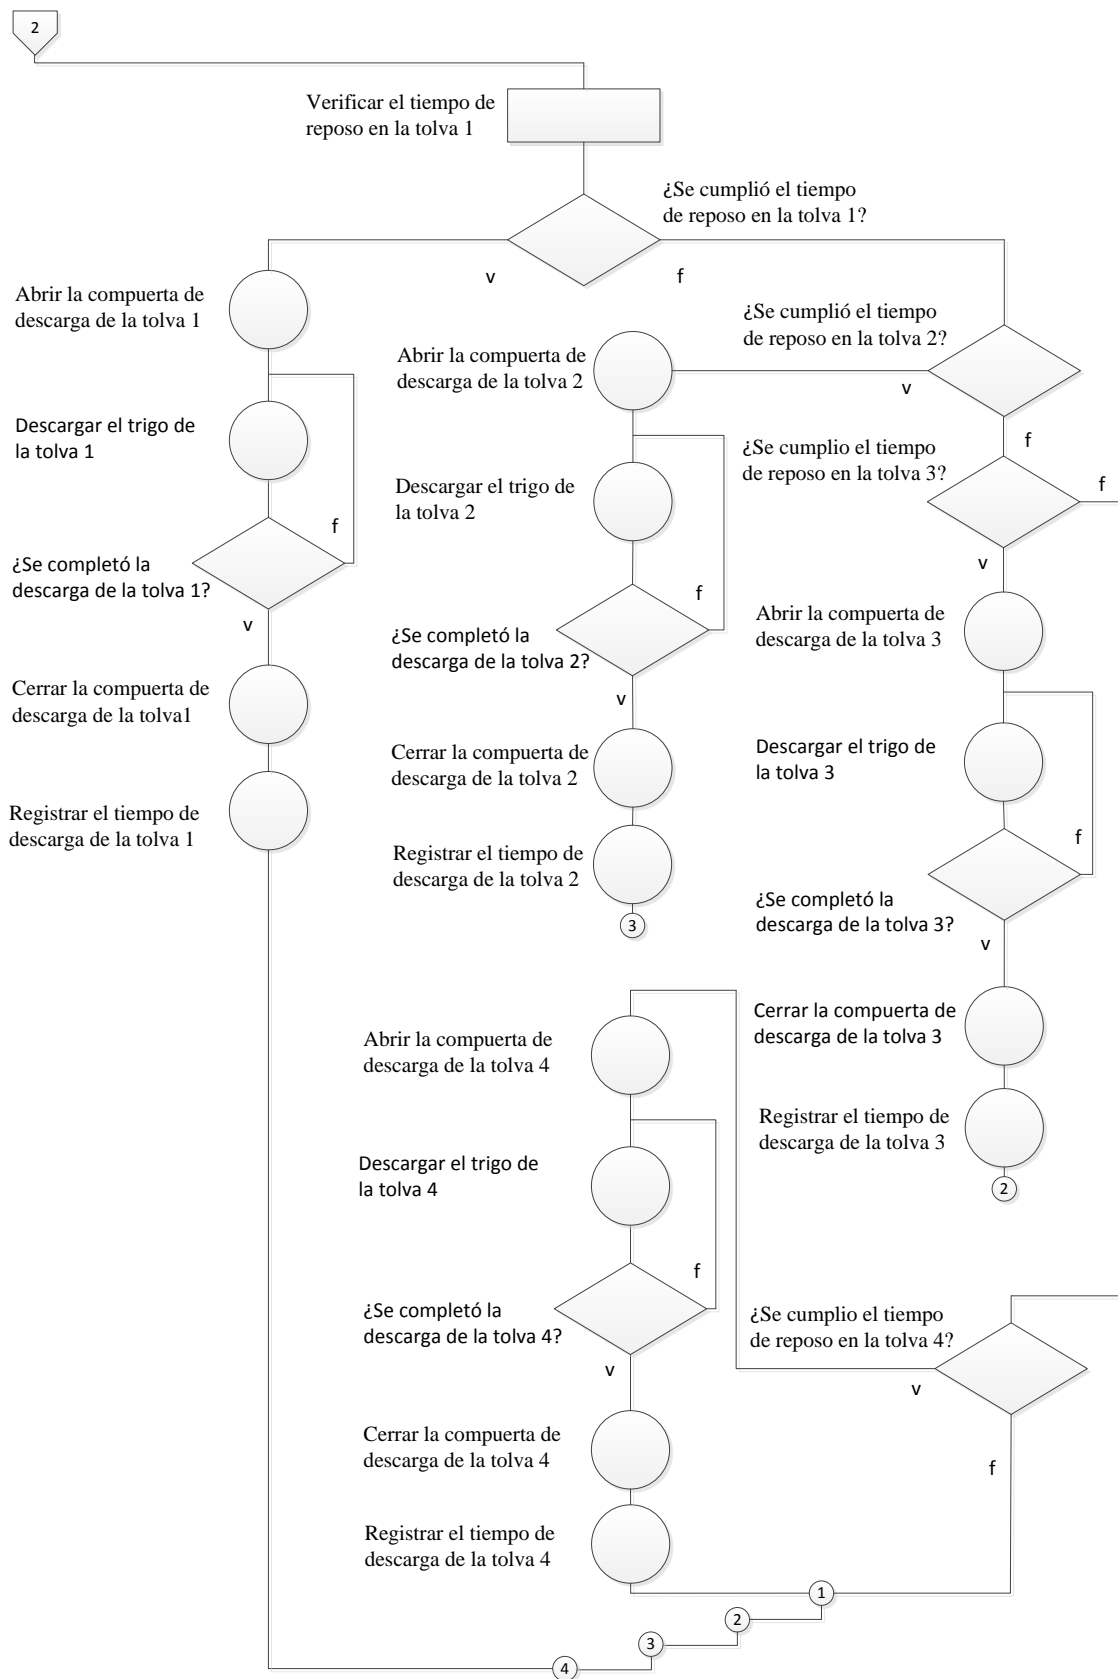 2
Verificar el tiempo de
reposo en la tolva 1
¿Se cumplió el tiempo
de reposo en la tolva 1?
v
f
Abrir la compuerta de
descarga de la tolva 1
¿Se cumplió el tiempo
de reposo en la tolva 2?
Abrir la compuerta de
descarga de la tolva 2
v
f
Descargar el trigo de
la tolva 1
¿Se cumplio el tiempo
de reposo en la tolva 3?
f
Descargar el trigo de
la tolva 2
f
¿Se completó la
descarga de la tolva 1?
v
v
f
Abrir la compuerta de
descarga de la tolva 3
¿Se completó la
descarga de la tolva 2?
v
Cerrar la compuerta de
descarga de la tolva1
Cerrar la compuerta de
descarga de la tolva 2
Descargar el trigo de
la tolva 3
Registrar el tiempo de
descarga de la tolva 1
f
Registrar el tiempo de
descarga de la tolva 2
3
¿Se completó la
descarga de la tolva 3?
v
Cerrar la compuerta de
descarga de la tolva 3
Abrir la compuerta de
descarga de la tolva 4
Registrar el tiempo de
descarga de la tolva 3
2
Descargar el trigo de
la tolva 4
f
¿Se completó la
descarga de la tolva 4?
v
¿Se cumplio el tiempo
de reposo en la tolva 4?
v
f
Cerrar la compuerta de
descarga de la tolva 4
Registrar el tiempo de
descarga de la tolva 4
1
2
3
4